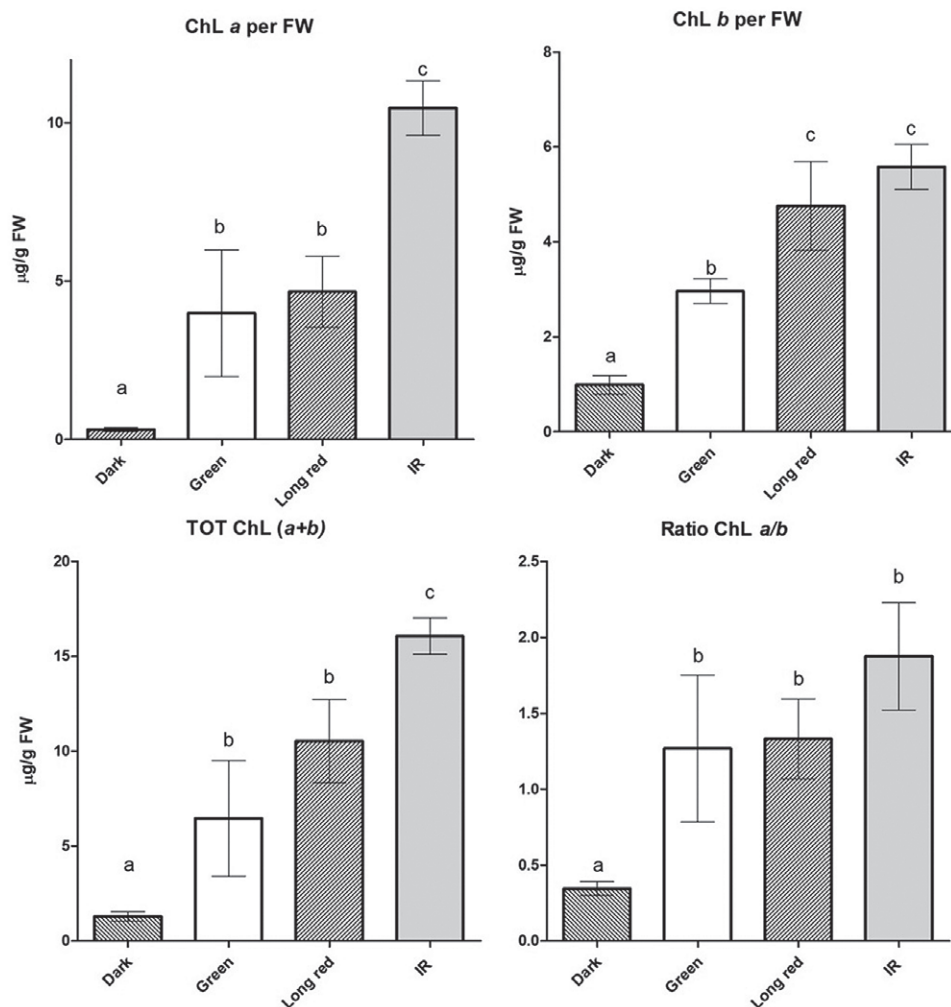 ChL a per FW
c
10
b
b
5
a
0
µg/g FW
Dark
Green
Long red
IR
ChL b per FW
8
6
c
c
4
b
2
a
0
µg/g FW
Dark
Green
Long red
IR
TOT ChL (a+b)
20
c
15
b
b
10
5
a
0
µg/g FW
Dark
Green
Long red
IR
Ratio ChL a/b
2.5
b
2.0
b
b
1.5
1.0
0.5
a
0.0
Dark
Green
Long red
IR